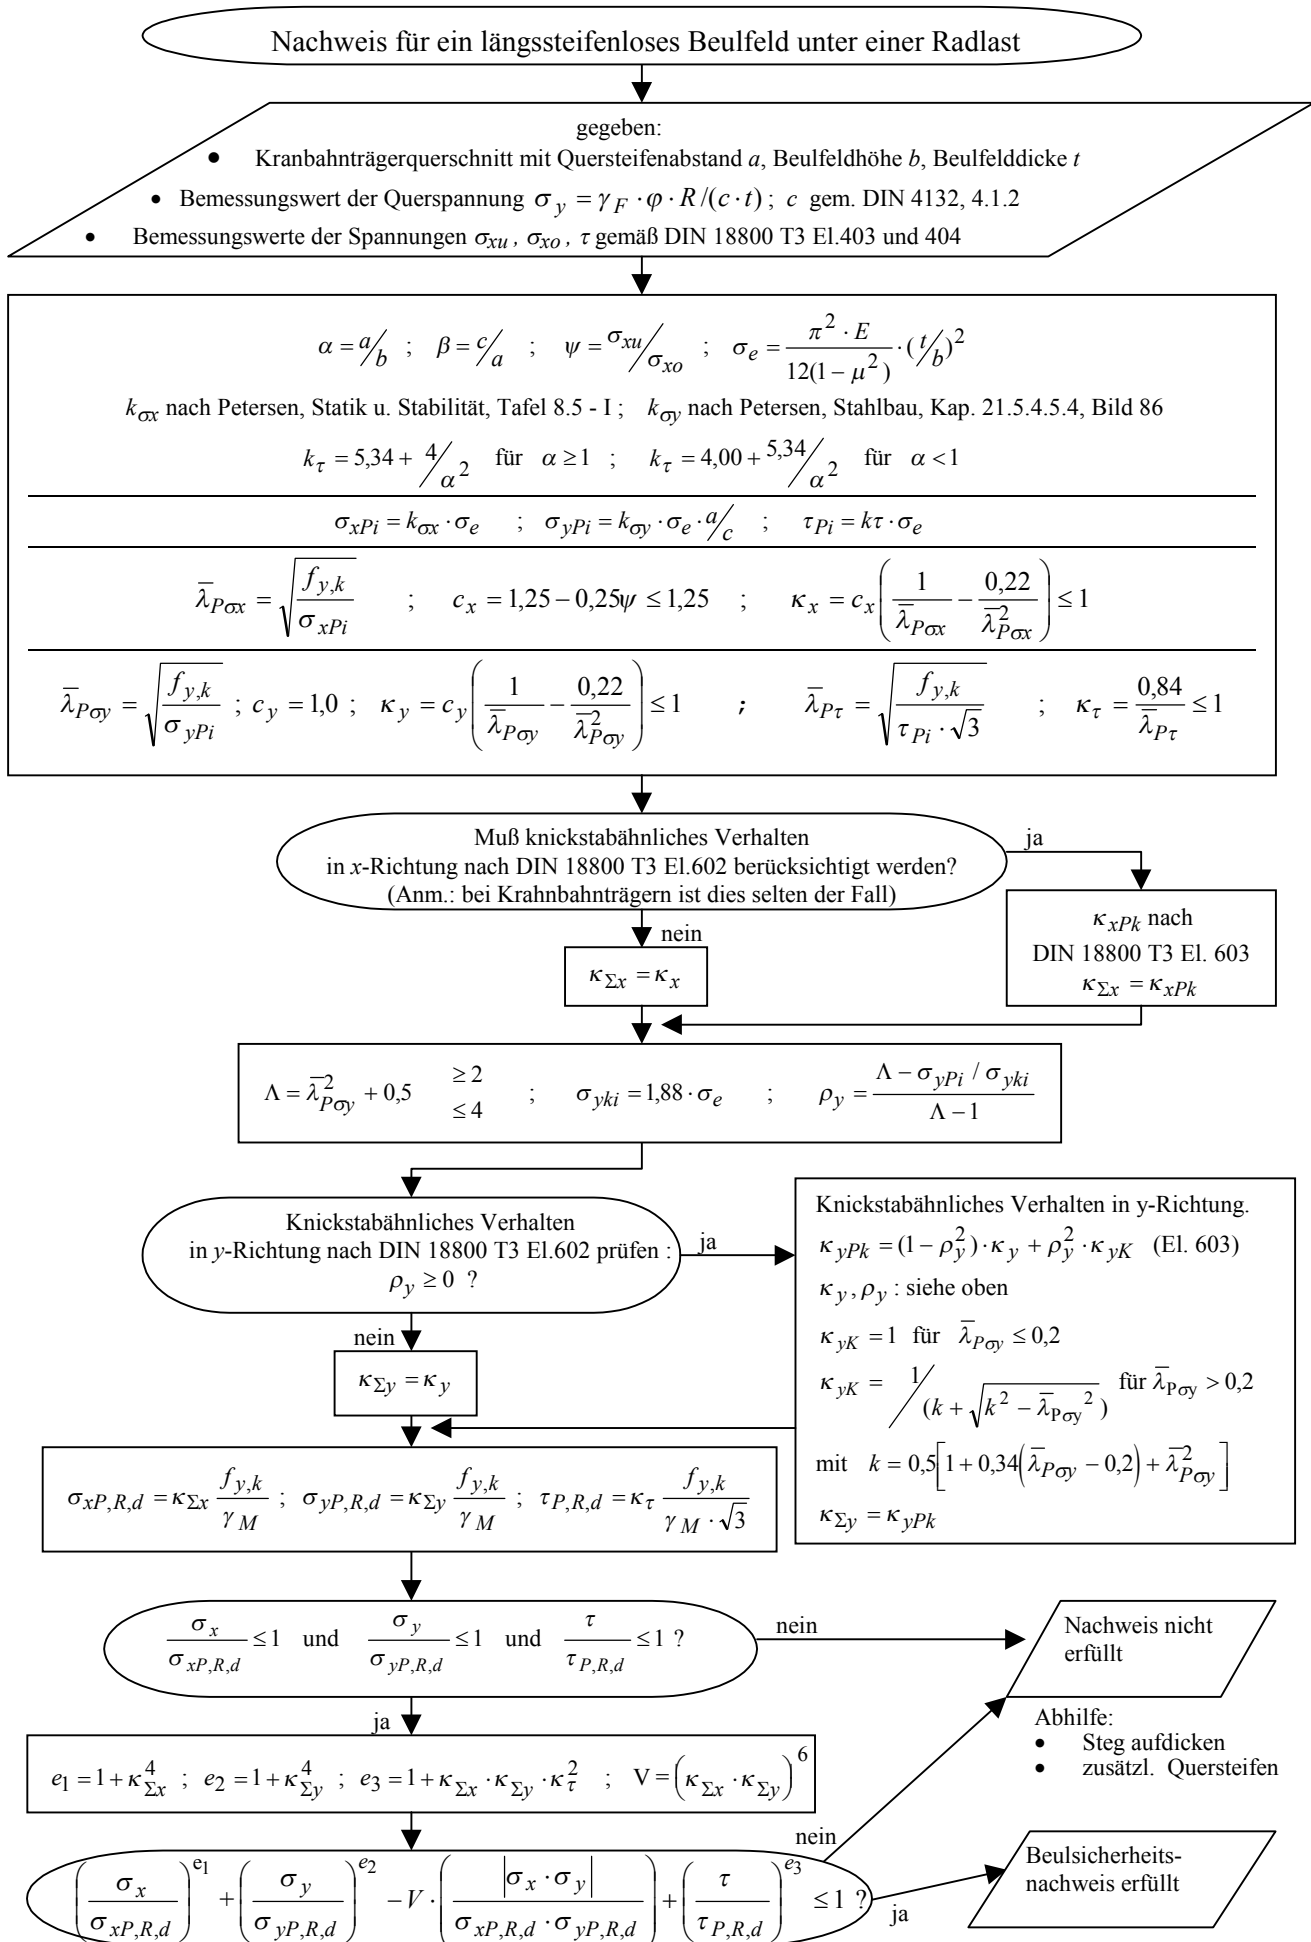 Nachweis für ein längssteifenloses Beulfeld unter einer Radlast
gegeben:
• Kranbahnträgerquerschnitt mit Quersteifenabstand a, Beulfeldhöhe b, Beulfelddicke t
• Bemessungswert der Querspannung σ_y = γ_F · φ · R/(c · t) ; c gem. DIN 4132, 4.1.2
• Bemessungswerte der Spannungen σ_xu , σ_xo , τ gemäß DIN 18800 T3 El.403 und 404
α = a/b ; β = c/a ; ψ = σ_xu/σ_xo ; σ_e = π² · E / 12(1 − μ²) · (t/b)²
k_σx nach Petersen, Statik u. Stabilität, Tafel 8.5 - I ; k_σy nach Petersen, Stahlbau, Kap. 21.5.4.5.4, Bild 86
k_τ = 5,34 + 4/α² für α ≥ 1 ; k_τ = 4,00 + 5,34/α² für α < 1
σ_xPi = k_σx · σ_e ; σ_yPi = k_σy · σ_e · a/c ; τ_Pi = kτ · σ_e
λ̄_Pσx = √(f_y,k / σ_xPi) ; c_x = 1,25 − 0,25ψ ≤ 1,25 ; κ_x = c_x (1/λ̄_Pσx − 0,22/λ̄²_Pσx) ≤ 1
λ̄_Pσy = √(f_y,k / σ_yPi) ; c_y = 1,0 ; κ_y = c_y (1/λ̄_Pσy − 0,22/λ̄²_Pσy) ≤ 1 ; λ̄_Pτ = √(f_y,k / τ_Pi · √3) ; κ_τ = 0,84/λ̄_Pτ ≤ 1
Muß knickstabähnliches Verhalten
in x-Richtung nach DIN 18800 T3 El.602 berücksichtigt werden?
(Anm.: bei Krahnbahnträgern ist dies selten der Fall)
ja
nein
κ_Σx = κ_x
κ_xPk nach
DIN 18800 T3 El. 603
κ_Σx = κ_xPk
Λ = λ̄²_Pσy + 0,5 ≥ 2 ≤ 4 ; σ_yki = 1,88 · σ_e ; ρ_y = (Λ − σ_yPi / σ_yki) / (Λ − 1)
Knickstabähnliches Verhalten
in y-Richtung nach DIN 18800 T3 El.602 prüfen :
ρ_y ≥ 0 ?
ja
nein
κ_Σy = κ_y
Knickstabähnliches Verhalten in y-Richtung.
κ_yPk = (1 − ρ_y²) · κ_y + ρ_y² · κ_yK (El. 603)
κ_y , ρ_y : siehe oben
κ_yK = 1 für λ̄_Pσy ≤ 0,2
κ_yK = 1/(k + √(k² − λ̄_Pσy²)) für λ̄_Pσy > 0,2
mit k = 0,5[1 + 0,34(λ̄_Pσy − 0,2) + λ̄²_Pσy]
κ_Σy = κ_yPk
σ_xP,R,d = κ_Σx f_y,k / γ_M ; σ_yP,R,d = κ_Σy f_y,k / γ_M ; τ_P,R,d = κ_τ f_y,k / γ_M · √3
σ_x / σ_xP,R,d ≤ 1 und σ_y / σ_yP,R,d ≤ 1 und τ / τ_P,R,d ≤ 1 ?
nein
Nachweis nicht
erfüllt
ja
Abhilfe:
• Steg aufdicken
• zusätzl. Quersteifen
e₁ = 1 + κ⁴_Σx ; e₂ = 1 + κ⁴_Σy ; e₃ = 1 + κ_Σx · κ_Σy · κ_τ² ; V = (κ_Σx · κ_Σy)⁶
nein
(σ_x / σ_xP,R,d)^e₁ + (σ_y / σ_yP,R,d)^e₂ − V · (|σ_x · σ_y| / σ_xP,R,d · σ_yP,R,d) + (τ / τ_P,R,d)^e₃ ≤ 1 ?
ja
Beulsicherheits-
nachweis erfüllt